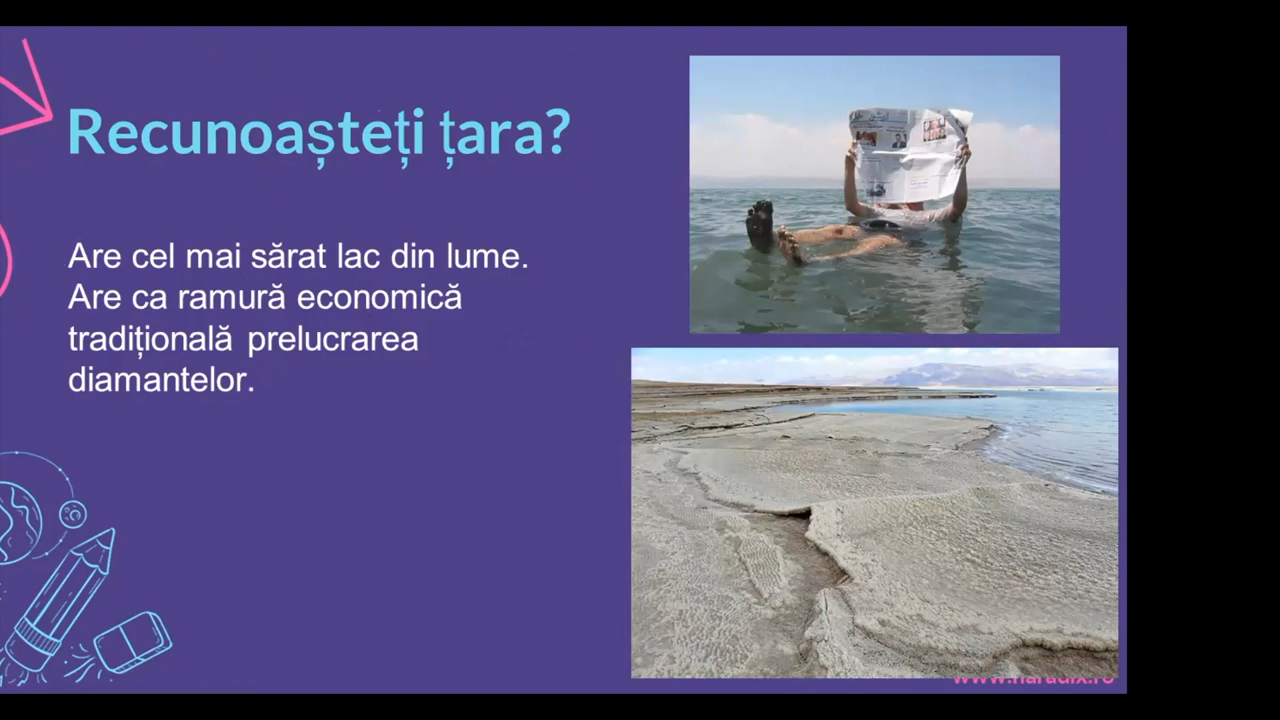 Recunoașteți țara?
Are cel mai sărat lac din lume.
Are ca ramură economică
tradițională prelucrarea
diamantelor.